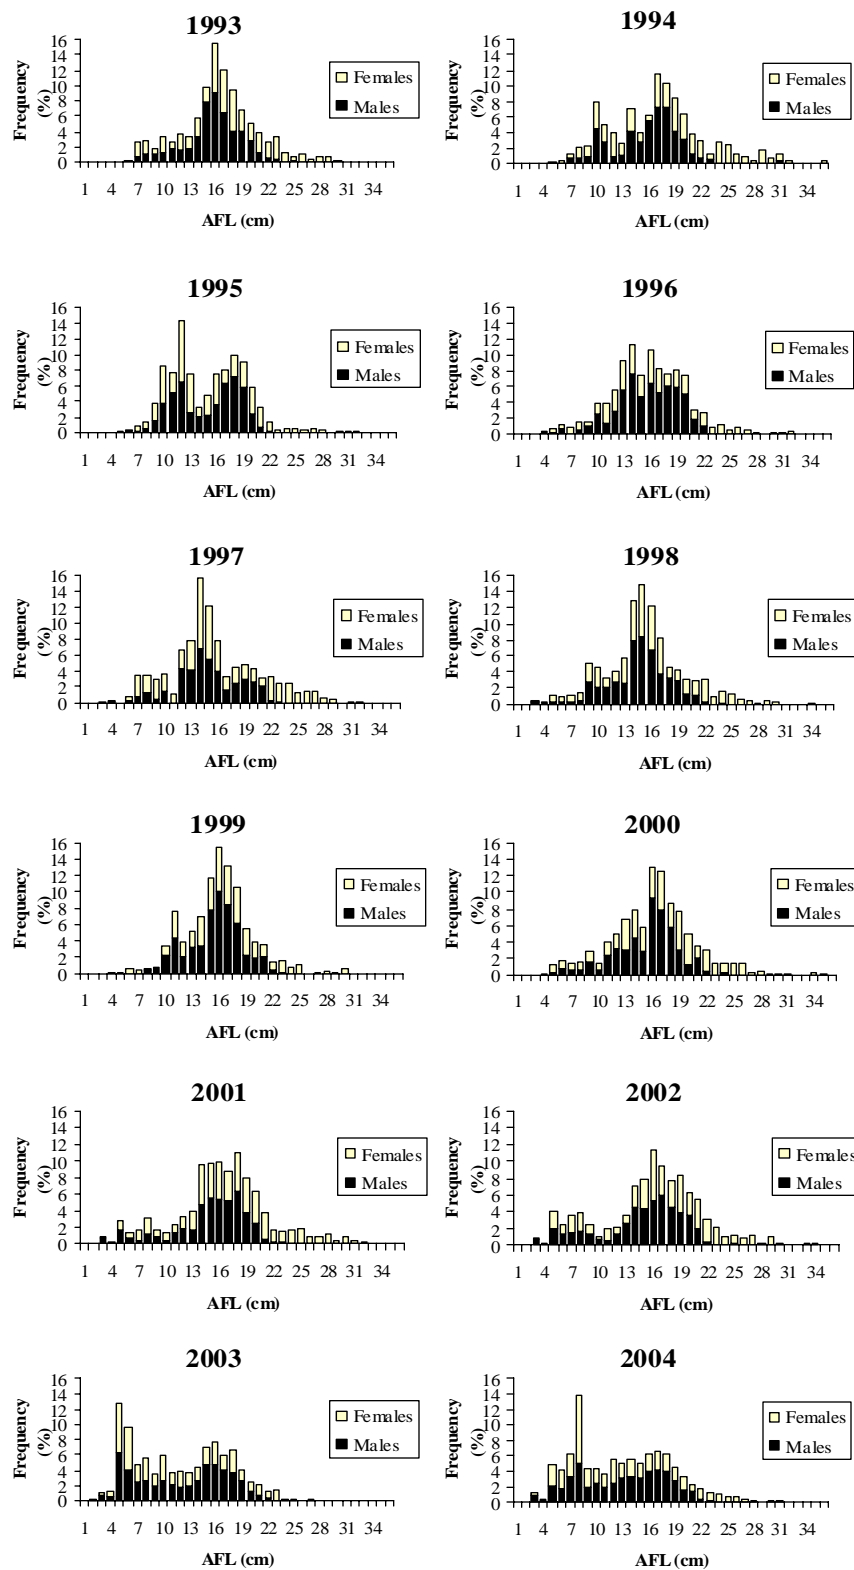 1993
Frequency
(%)
16
14
12
10
8
6
4
2
0
Females
Males
1 4 7 10 13 16 19 22 25 28 31 34
AFL (cm)
1994
Frequency
(%)
16
14
12
10
8
6
4
2
0
Females
Males
1 4 7 10 13 16 19 22 25 28 31 34
AFL (cm)
1995
Frequency
(%)
16
14
12
10
8
6
4
2
0
Females
Males
1 4 7 10 13 16 19 22 25 28 31 34
AFL (cm)
1996
Frequency
(%)
16
14
12
10
8
6
4
2
0
Females
Males
1 4 7 10 13 16 19 22 25 28 31 34
AFL (cm)
1997
Frequency
(%)
16
14
12
10
8
6
4
2
0
Females
Males
1 4 7 10 13 16 19 22 25 28 31 34
AFL (cm)
1998
Frequency
(%)
16
14
12
10
8
6
4
2
0
Females
Males
1 4 7 10 13 16 19 22 25 28 31 34
AFL (cm)
1999
Frequency
(%)
16
14
12
10
8
6
4
2
0
Females
Males
1 4 7 10 13 16 19 22 25 28 31 34
AFL (cm)
2000
Frequency
(%)
16
14
12
10
8
6
4
2
0
Females
Males
1 4 7 10 13 16 19 22 25 28 31 34
AFL (cm)
2001
Frequency
(%)
16
14
12
10
8
6
4
2
0
Females
Males
1 4 7 10 13 16 19 22 25 28 31 34
AFL (cm)
2002
Frequency
(%)
16
14
12
10
8
6
4
2
0
Females
Males
1 4 7 10 13 16 19 22 25 28 31 34
AFL (cm)
2003
Frequency
(%)
16
14
12
10
8
6
4
2
0
Females
Males
1 4 7 10 13 16 19 22 25 28 31 34
AFL (cm)
2004
Frequency
(%)
16
14
12
10
8
6
4
2
0
Females
Males
1 4 7 10 13 16 19 22 25 28 31 34
AFL (cm)